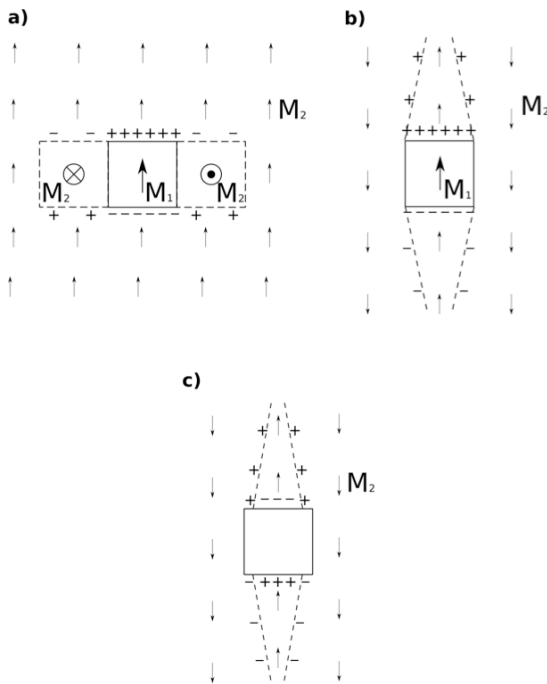 a)
M₂
+ + + + + +
M₂ M₁ M₂
b)
M₂
+ + + + + +
M₁
c)
M₂
+ + +